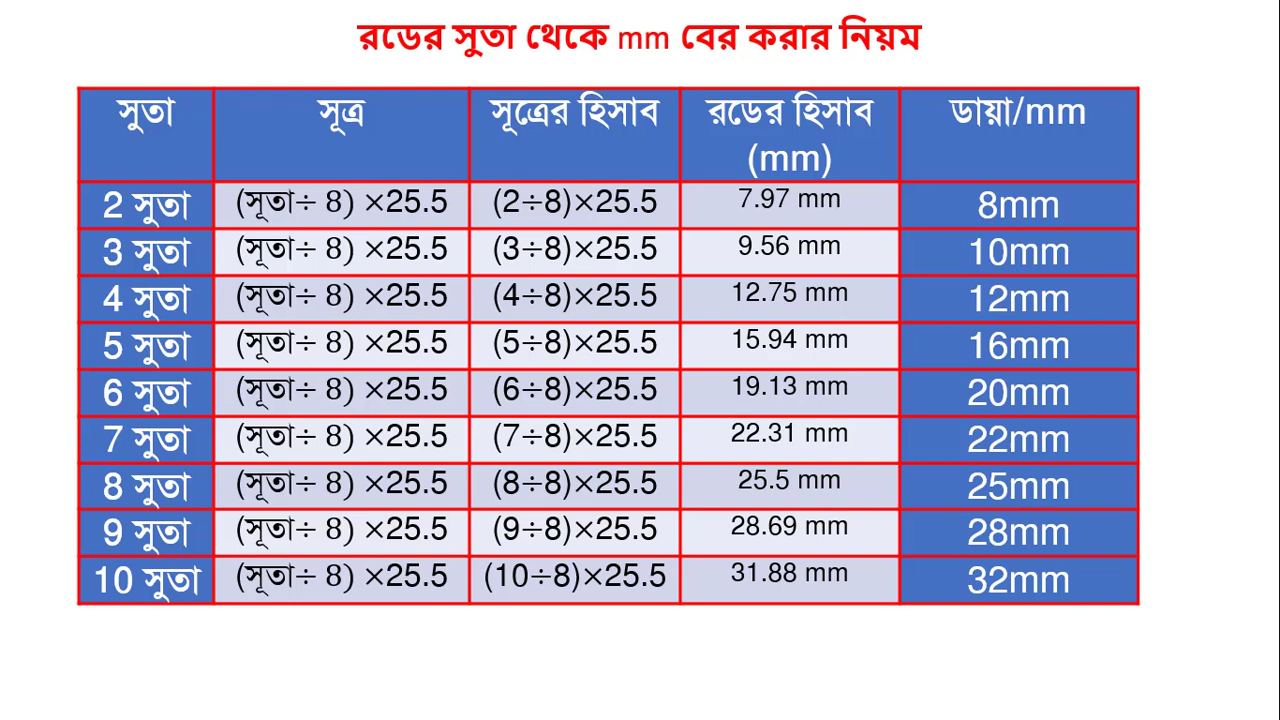 রডের সুতা থেকে mm বের করার নিয়ম
সুতা সূত্র সূত্রের হিসাব রডের হিসাব (mm) ডায়া/mm
2 সুতা (সূতা÷ 8) ×25.5 (2÷8)×25.5 7.97 mm 8mm
3 সুতা (সূতা÷ 8) ×25.5 (3÷8)×25.5 9.56 mm 10mm
4 সুতা (সূতা÷ 8) ×25.5 (4÷8)×25.5 12.75 mm 12mm
5 সুতা (সূতা÷ 8) ×25.5 (5÷8)×25.5 15.94 mm 16mm
6 সুতা (সূতা÷ 8) ×25.5 (6÷8)×25.5 19.13 mm 20mm
7 সুতা (সূতা÷ 8) ×25.5 (7÷8)×25.5 22.31 mm 22mm
8 সুতা (সূতা÷ 8) ×25.5 (8÷8)×25.5 25.5 mm 25mm
9 সুতা (সূতা÷ 8) ×25.5 (9÷8)×25.5 28.69 mm 28mm
10 সুতা (সূতা÷ 8) ×25.5 (10÷8)×25.5 31.88 mm 32mm